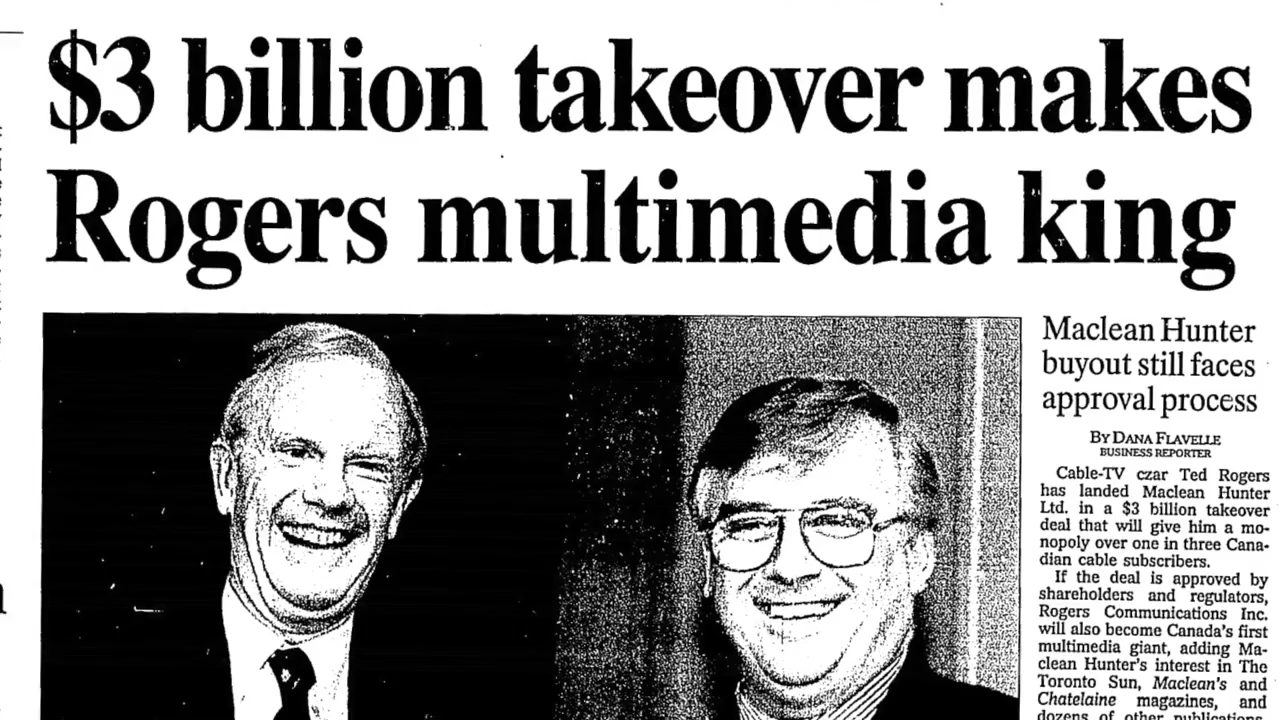 $3 billion takeover makes
Rogers multimedia king
Maclean Hunter
buyout still faces
approval process
BY DANA FLAVELLE
BUSINESS REPORTER
Cable-TV czar Ted Rogers
has landed Maclean Hunter
Ltd. in a $3 billion takeover
deal that will give him a mo-
nopoly over one in three Cana-
dian cable subscribers.
If the deal is approved by
shareholders and regulators,
Rogers Communications Inc.
will also become Canada's first
multimedia giant, adding Ma-
clean Hunter's interest in The
Toronto Sun, Maclean's and
Chatelaine magazines, and
dozens of other publications,